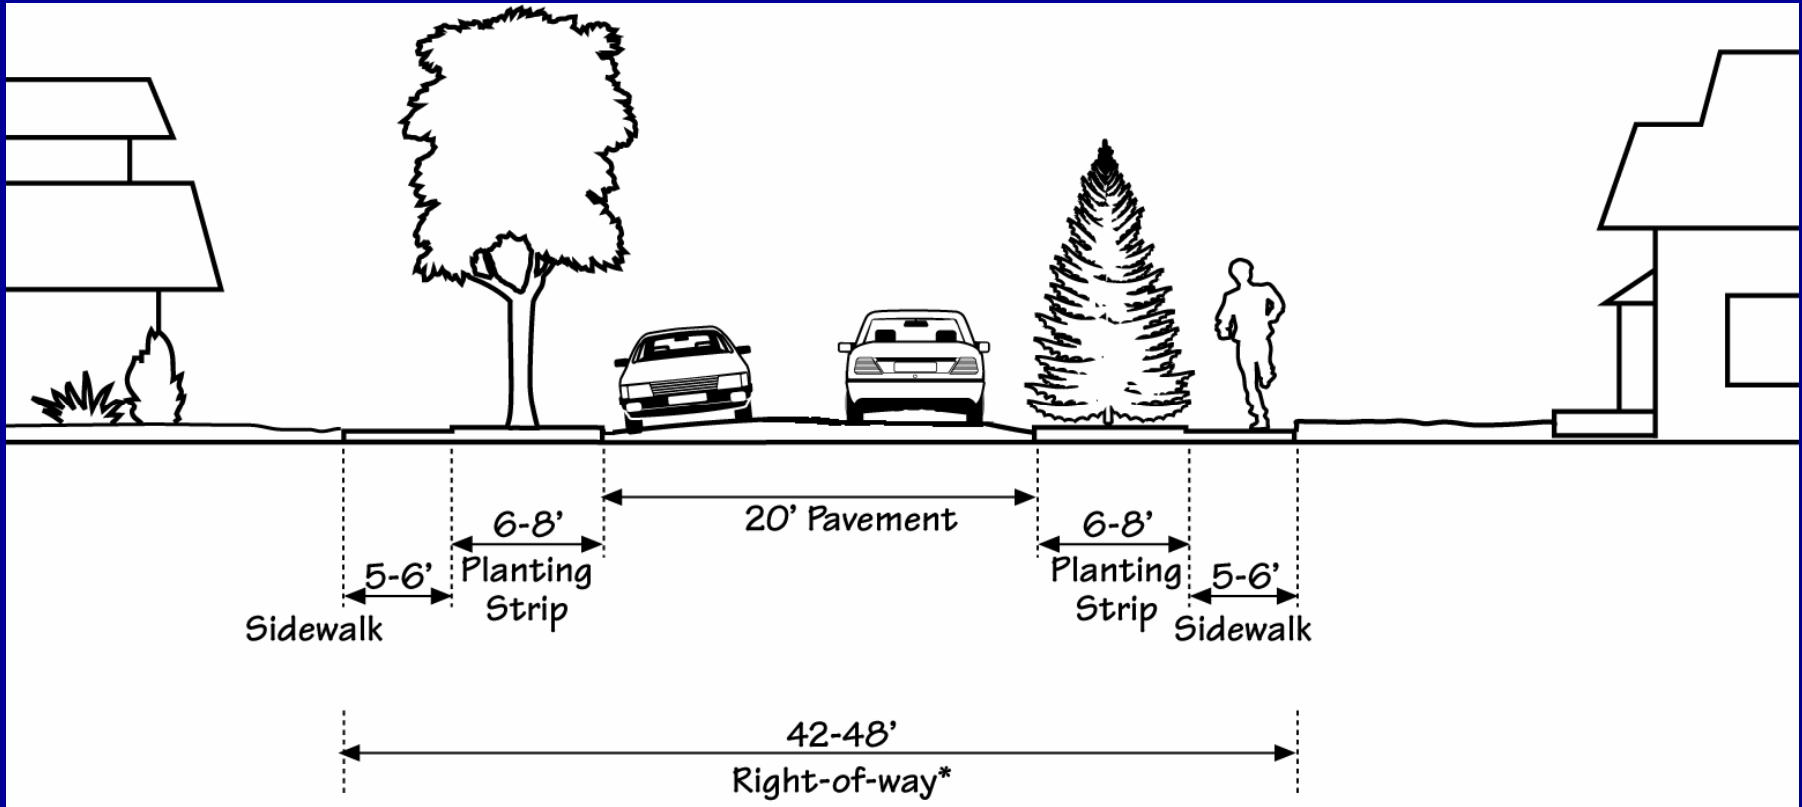 20’ Pavement
6-8’
Planting
Strip
6-8’
Planting
Strip
5-6’
Sidewalk
5-6’
Sidewalk
42-48’
Right-of-way*